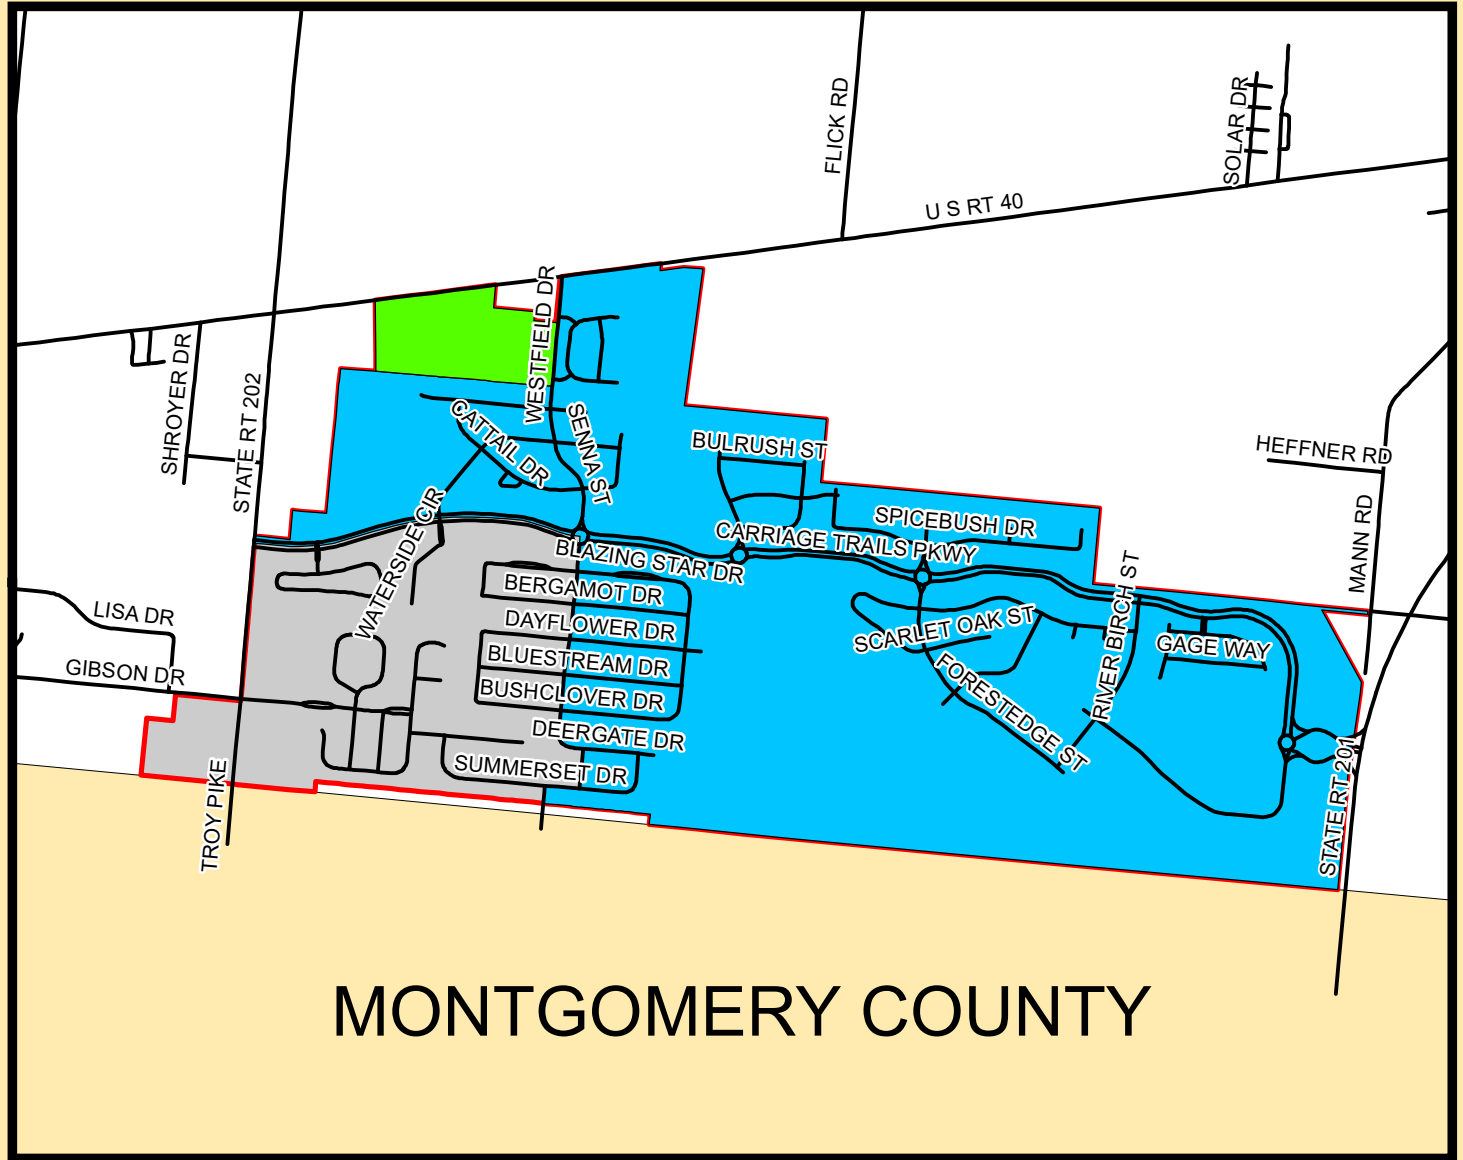 FLICK RD
SOLAR DR
U S RT 40
WESTFIELD DR
SHROYER DR
STATE RT 202
CATTAIL DR
SENNA ST
BULRUSH ST
HEFFNER RD
MANN RD
WATERSIDE CIR
SPICEBUSH DR
CARRIAGE TRAILS PKWY
BLAZING STAR DR
BERGAMOT DR
LISA DR
DAYFLOWER DR
SCARLET OAK ST
RIVER BIRCH ST
GAGE WAY
BLUESTREAM DR
GIBSON DR
BUSHCLOVER DR
FORESTEDGE ST
DEERGATE DR
SUMMERSET DR
TROY PIKE
STATE RT 201
MONTGOMERY COUNTY